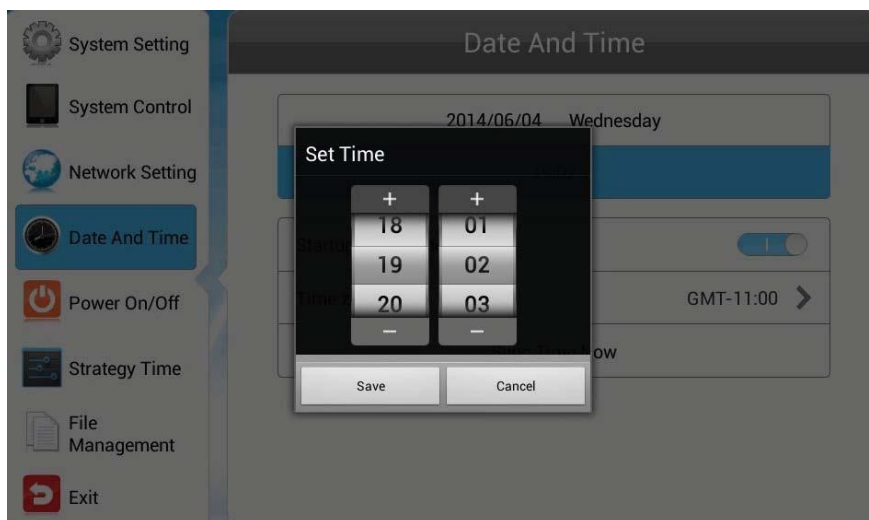 System Setting
System Control
Network Setting
Date And Time
Power On/Off
Strategy Time
File
Management
Exit
Date And Time
2014/06/04 Wednesday
Set Time
+ +
18 01
19 02
20 03
− −
GMT-11:00
Save Cancel